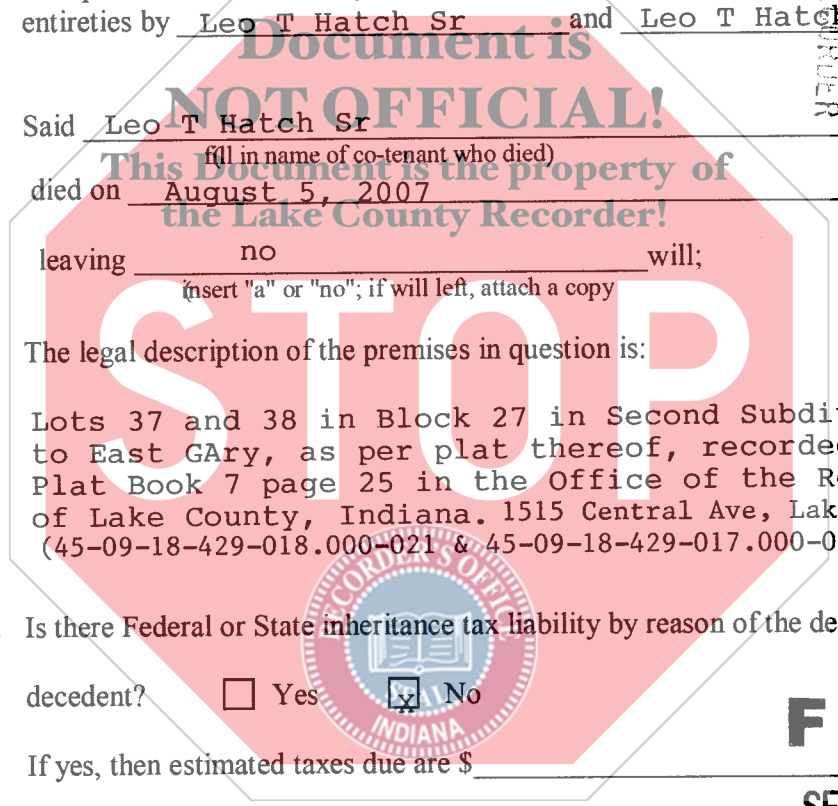 entireties by Leo T Hatch Sr and Leo T Hatch
Document is
NOT OFFICIAL!
Said Leo T Hatch Sr
(fill in name of co-tenant who died)
This Document is the property of
died on August 5, 2007
the Lake County Recorder!
leaving no will;
insert "a" or "no"; if will left, attach a copy
STOP
The legal description of the premises in question is:
Lots 37 and 38 in Block 27 in Second Subdi
to East GAry, as per plat thereof, recorde
Plat Book 7 page 25 in the Office of the R
of Lake County, Indiana. 1515 Central Ave, Lak
(45-09-18-429-018.000-021 & 45-09-18-429-017.000-0
RECORDER'S OFFICE
Is there Federal or State inheritance tax liability by reason of the de
decedent? Yes x No
SEAL
INDIANA
F
If yes, then estimated taxes due are $